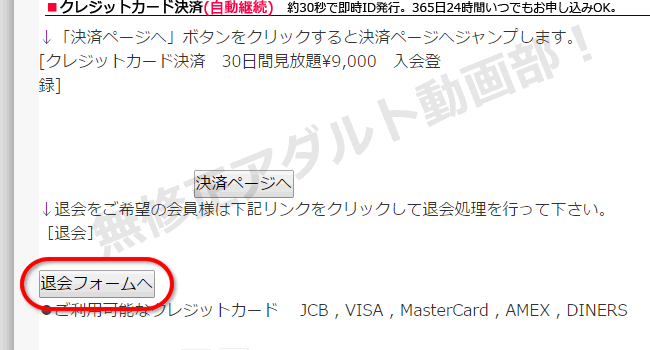 ■クレジットカード決済(自動継続) 約30秒で即時ID発行。365日24時間いつでもお申し込みOK。
↓「決済ページへ」ボタンをクリックすると決済ページへジャンプします。
[クレジットカード決済 30日間見放題¥9,000 入会登
録]
無修正アダルト動画部！
決済ページへ
↓退会をご希望の会員様は下記リンクをクリックして退会処理を行って下さい。
[退会]
退会フォームへ
●ご利用可能なクレジットカード JCB , VISA , MasterCard , AMEX , DINERS